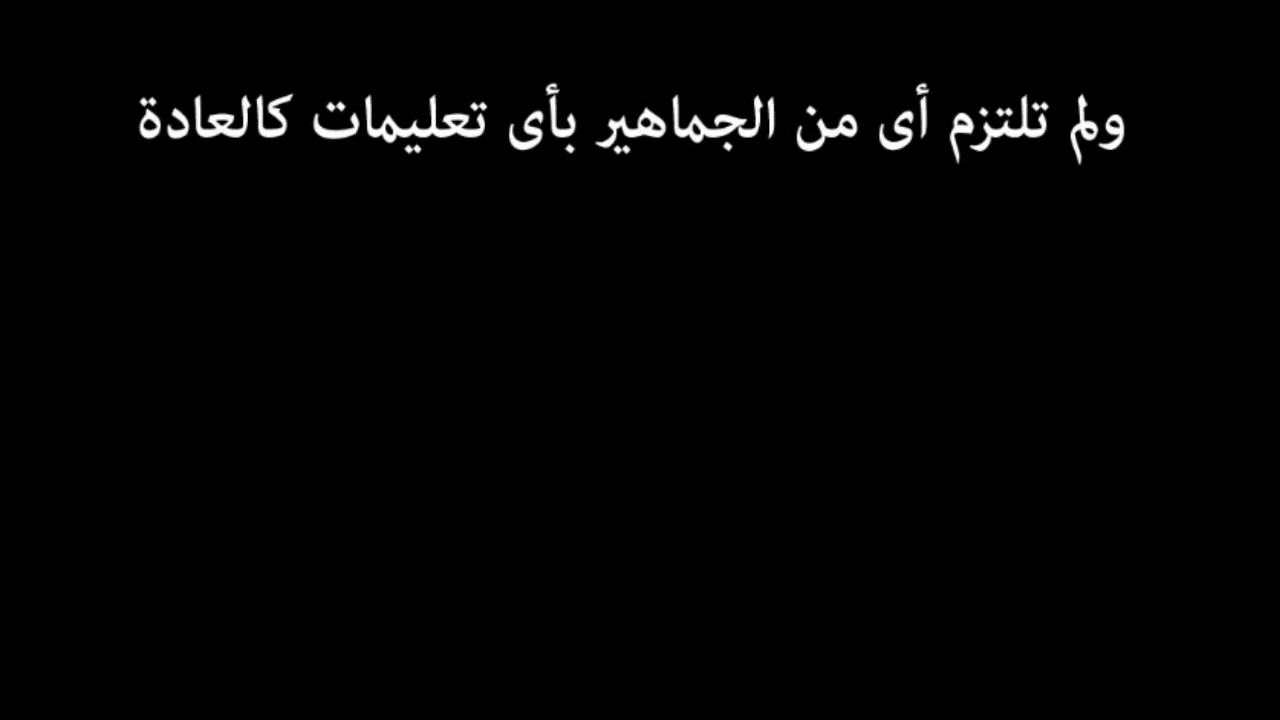 ولم تلتزم أى من الجماهير بأى تعليمات كالعادة